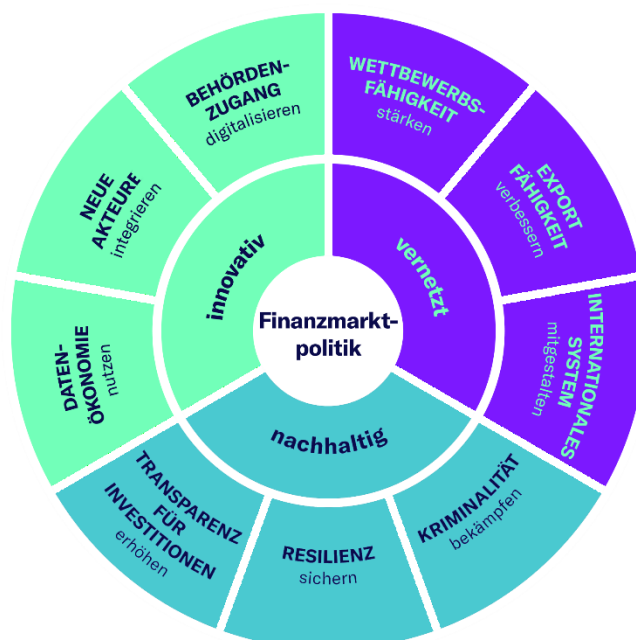 Finanzmarkt-
politik
innovativ
vernetzt
nachhaltig
BEHÖRDEN-
ZUGANG
digitalisieren
WETTBEWERBS-
FÄHIGKEIT
stärken
EXPORT
FÄHIGKEIT
verbessern
INTERNATIONALES
SYSTEM
mitgestalten
KRIMINALITÄT
bekämpfen
RESILIENZ
sichern
TRANSPARENZ
FÜR
INVESTITIONEN
erhöhen
DATEN-
ÖKONOMIE
nutzen
NEUE
AKTEURE
integrieren